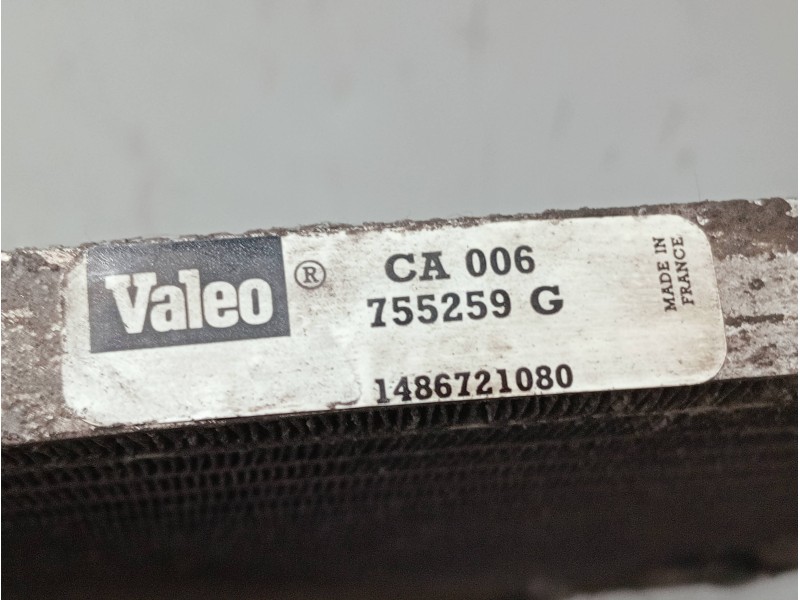 Valeo ®
CA 006
755259 G
1486721080
MADE IN
FRANCE